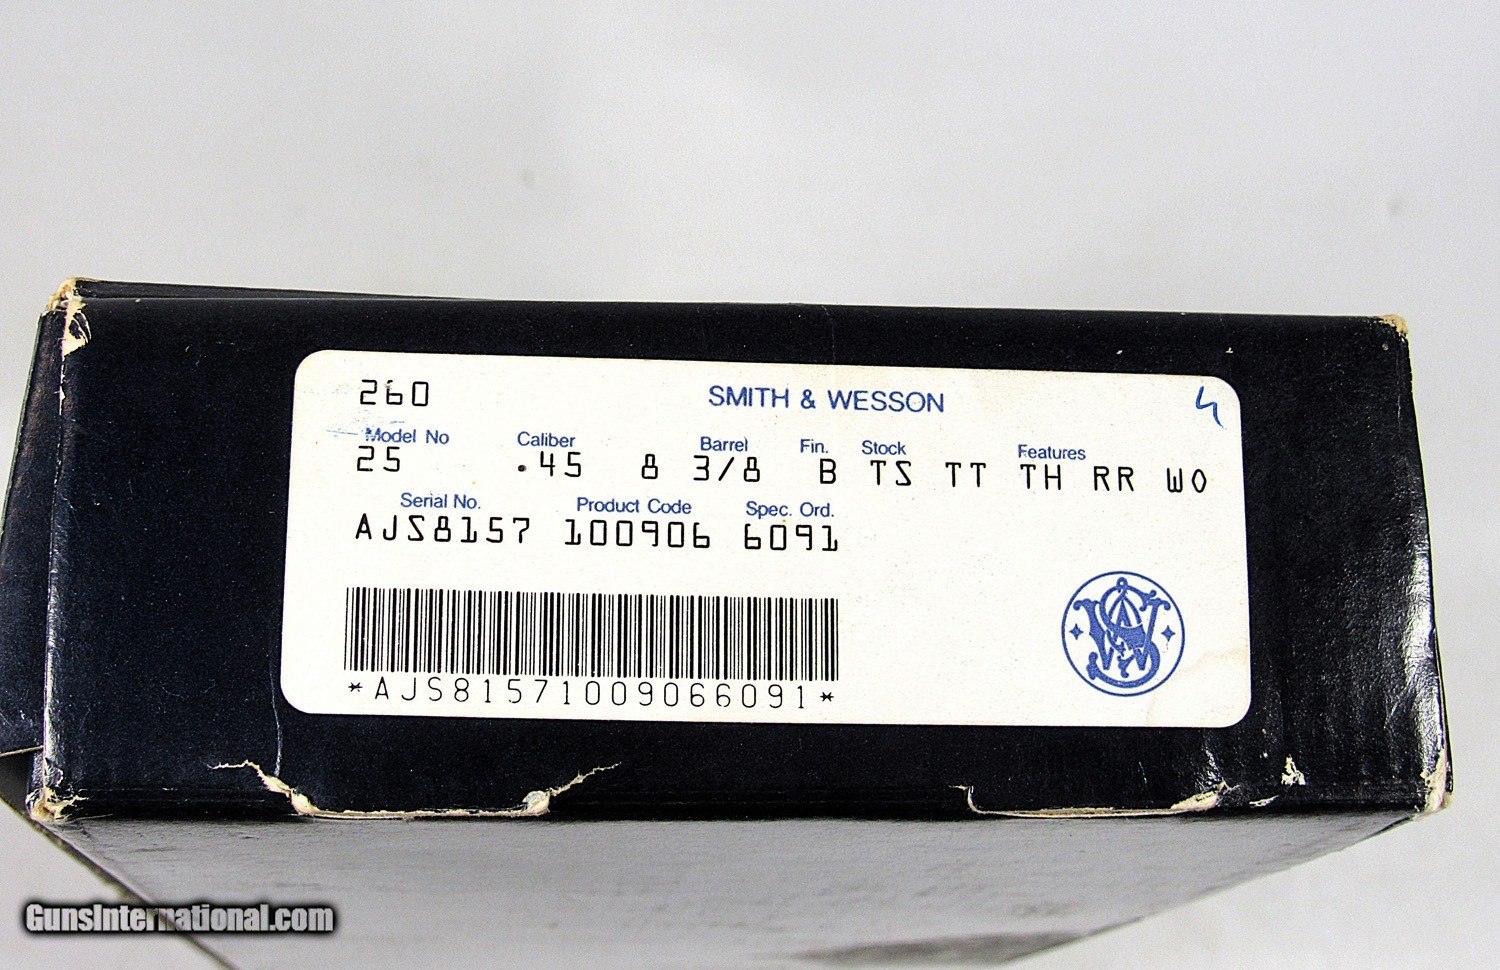 260 SMITH & WESSON
Model No Caliber Barrel Fin. Stock Features
25 .45 8 3/8 B TS TT TH RR WO
Serial No. Product Code Spec. Ord.
AJS8157 100906 6091
*AJS81571009066091*
GunsInternational.com